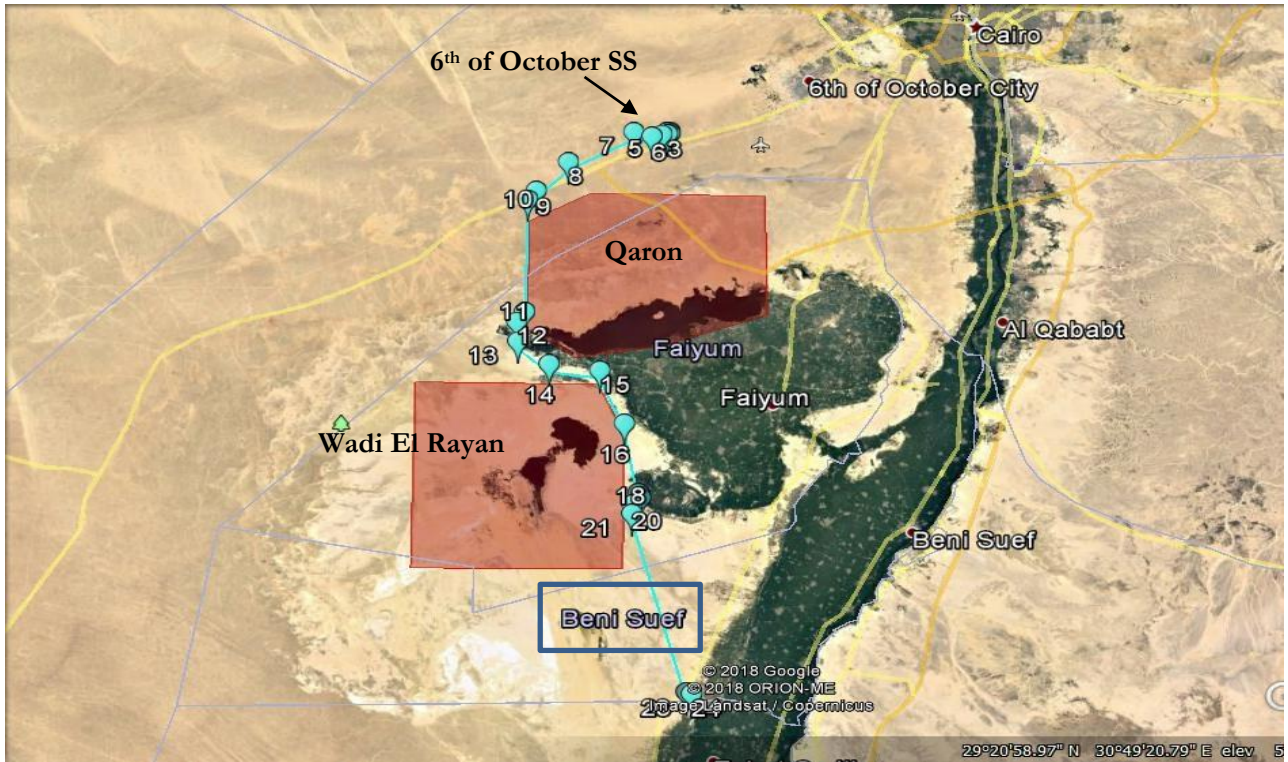 Cairo
6th of October SS
6th of October City
7
5
6
3
8
10
9
Qaron
11
12
Al Qababt
13
Faiyum
14
15
Faiyum
Wadi El Rayan
16
18
21
20
Beni Suef
Beni Suef
© 2018 Google
© 2018 ORION-ME
Image Landsat / Copernicus
24
29°20'58.97" N 30°49'20.79" E elev 5